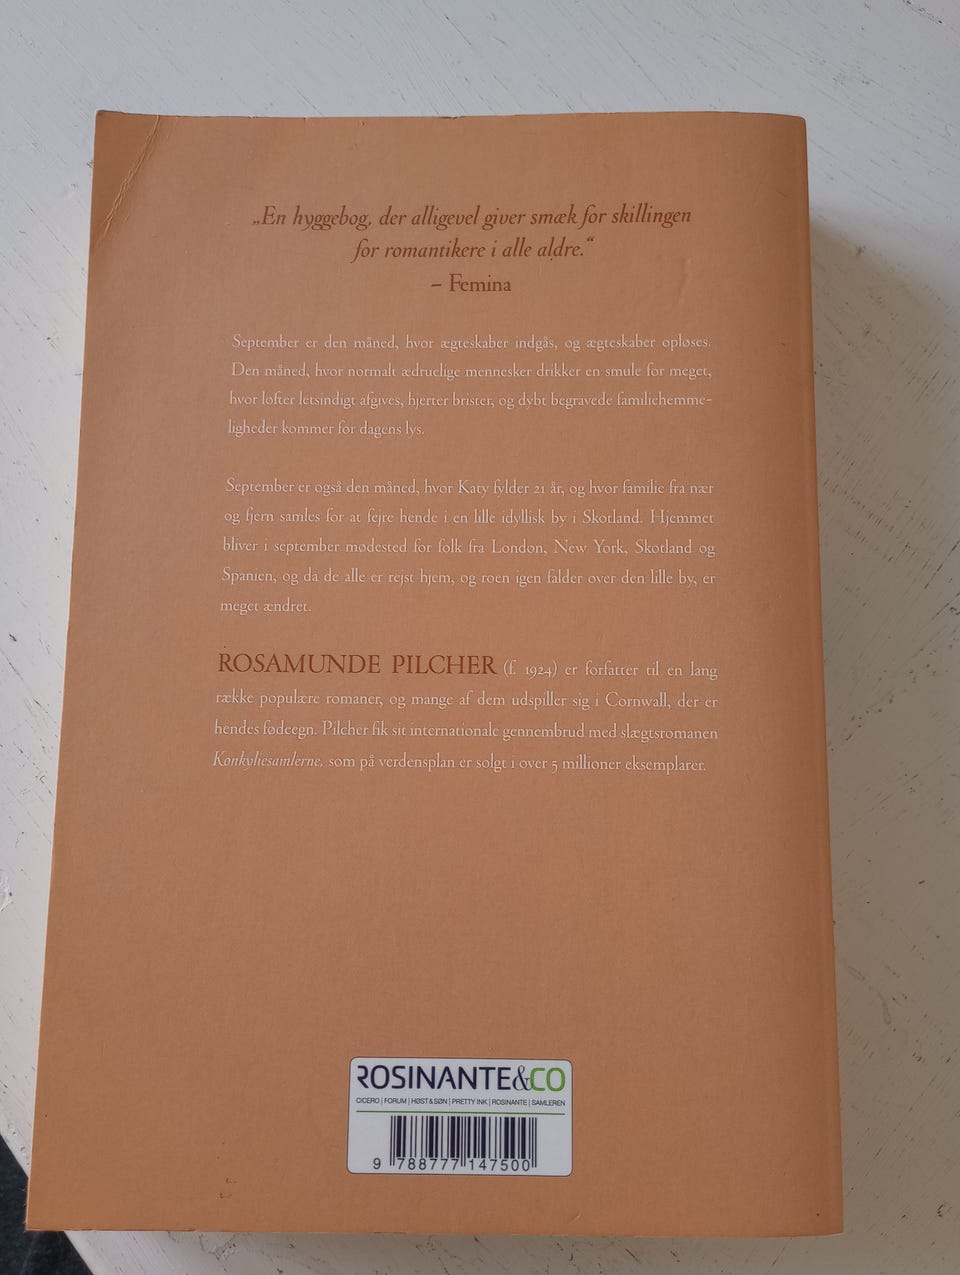 „En hyggebog, der alligevel giver smæk for skillingen
for romantikere i alle aldre.“
– Femina
September er den måned, hvor ægteskaber indgås, og ægteskaber opløses.
Den måned, hvor normalt ædruelige mennesker drikker en smule for meget,
hvor løfter letsindigt afgives, hjerter brister, og dybt begravede familiehemme-
ligheder kommer for dagens lys.
September er også den måned, hvor Katy fylder 21 år, og hvor familie fra nær
og fjern samles for at fejre hende i en lille idyllisk by i Skotland. Hjemmet
bliver i september mødested for folk fra London, New York, Skotland og
Spanien, og da de alle er rejst hjem, og roen igen falder over den lille by, er
meget ændret.
ROSAMUNDE PILCHER (f. 1924) er forfatter til en lang
række populære romaner, og mange af dem udspiller sig i Cornwall, der er
hendes fødeegn. Pilcher fik sit internationale gennembrud med slægtsromanen
Konkyliesamlerne, som på verdensplan er solgt i over 5 millioner eksemplarer.
ROSINANTE&CO
CICERO | FORUM | HØST&SØN | PRETTY INK | ROSINANTE | SAMLEREN
9 788777 147500